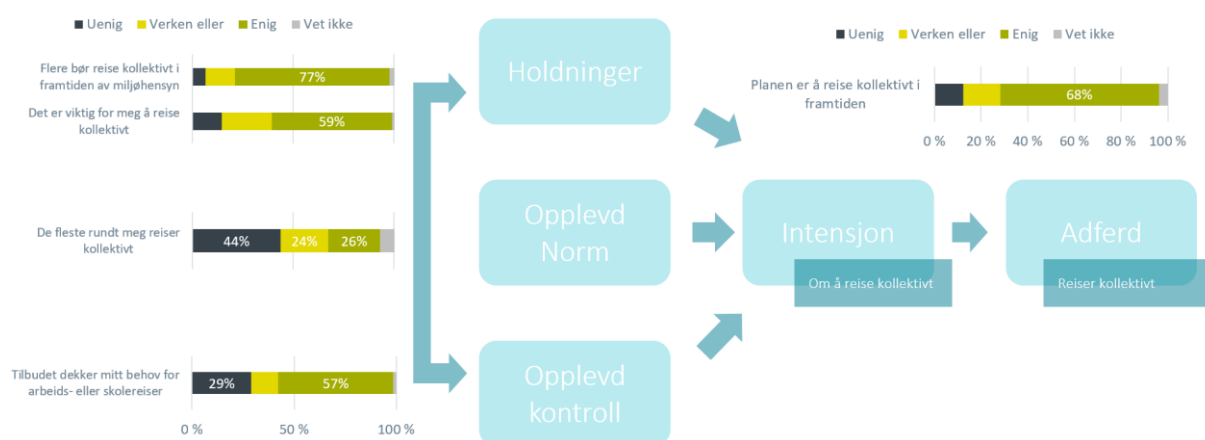 Uenig Verken eller Enig Vet ikke
Flere bør reise kollektivt i
framtiden av miljøhensyn
77%
Det er viktig for meg å reise
kollektivt
59%
De fleste rundt meg reiser
kollektivt
44% 24% 26%
Tilbudet dekker mitt behov for
arbeids- eller skolereiser
29% 57%
0 % 50 % 100 %
Holdninger
Opplevd
Norm
Opplevd
kontroll
Intensjon
Om å reise kollektivt
Adferd
Reiser kollektivt
Uenig Verken eller Enig Vet ikke
Planen er å reise kollektivt i
framtiden
68%
0 % 20 % 40 % 60 % 80 % 100 %